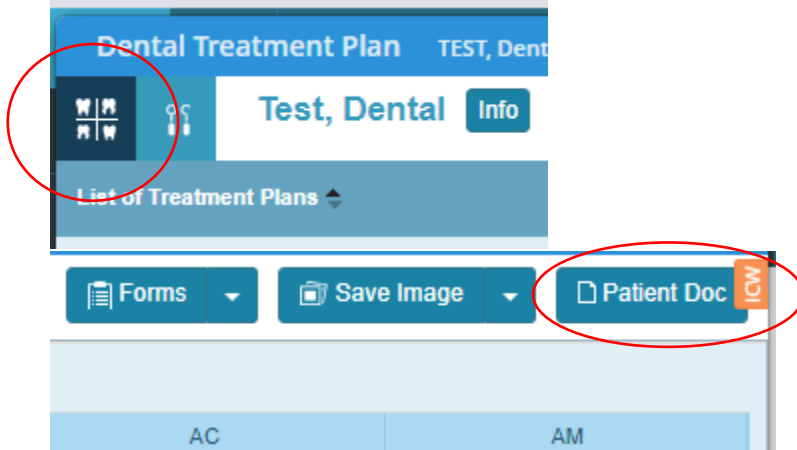 Dental Treatment Plan TEST, Dent
Test, Dental Info
List of Treatment Plans
Forms Save Image Patient Doc ICW
AC AM